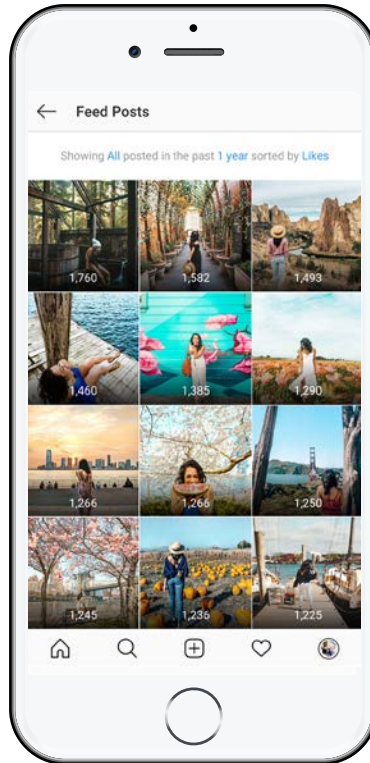 Feed Posts
Showing All posted in the past 1 year sorted by Likes
1,760 1,582 1,493
1,460 1,385 1,290
1,266 1,266 1,250
1,245 1,236 1,225